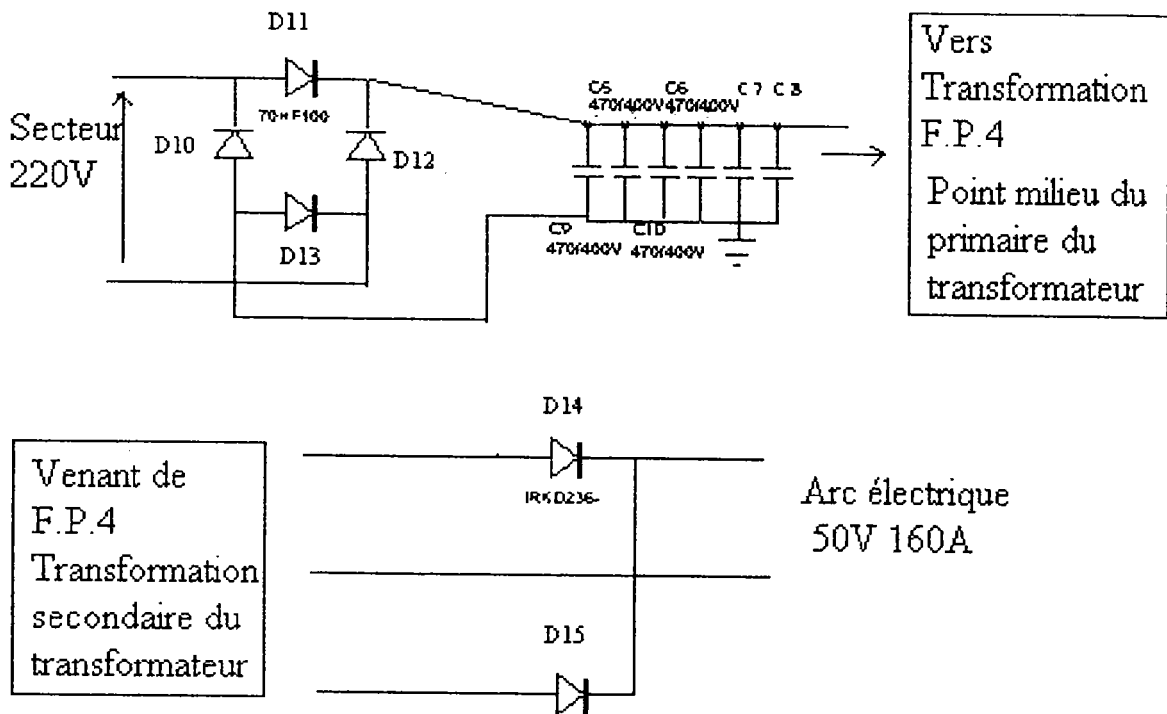 D11
Secteur
220V
D10
70HF100
D12
D13
C5 C6 C7 C8
470/400V 470/400V
C9 C10
470/400V 470/400V
Vers
Transformation
F.P.4
Point milieu du
primaire du
transformateur
Venant de
F.P.4
Transformation
secondaire du
transformateur
D14
IRKD236-
D15
Arc électrique
50V 160A